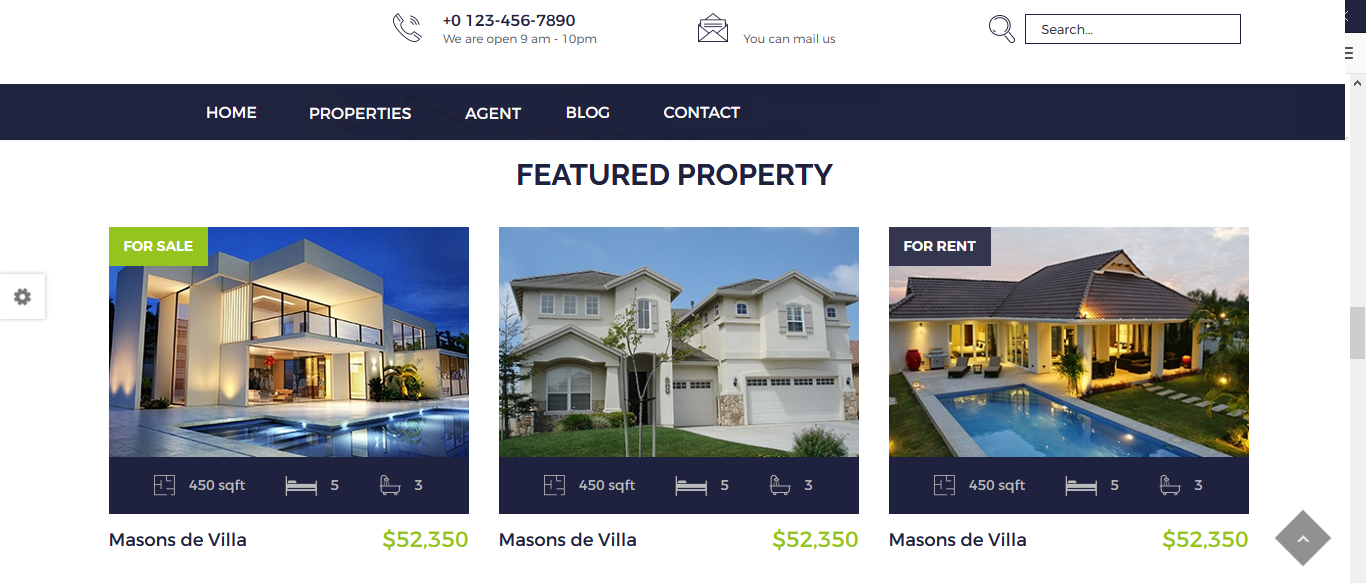 +0 123-456-7890
We are open 9 am - 10pm
You can mail us
Search...
HOME PROPERTIES AGENT BLOG CONTACT
FEATURED PROPERTY
FOR SALE
FOR RENT
450 sqft 5 3
450 sqft 5 3
450 sqft 5 3
Masons de Villa $52,350
Masons de Villa $52,350
Masons de Villa $52,350